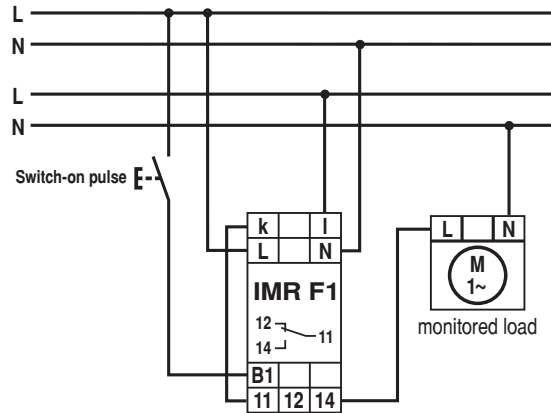 L
N
L
N
Switch-on pulse
k l
L N
IMR F1
12
11
14
B1
11 12 14
L N
M
1~
monitored load